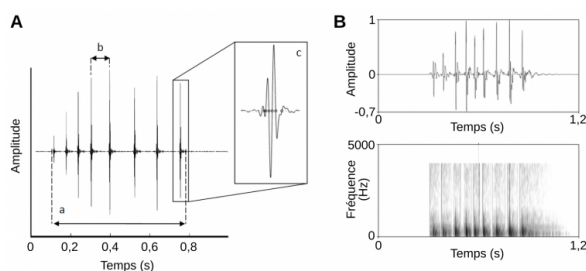 A
b
c
Amplitude
a
0
0,2
0,4
0,6
0,8
Temps (s)
B
1
Amplitude
0
-0,7
Temps (s)
1,2
5000
Fréquence
(Hz)
0
0
Temps (s)
1,2